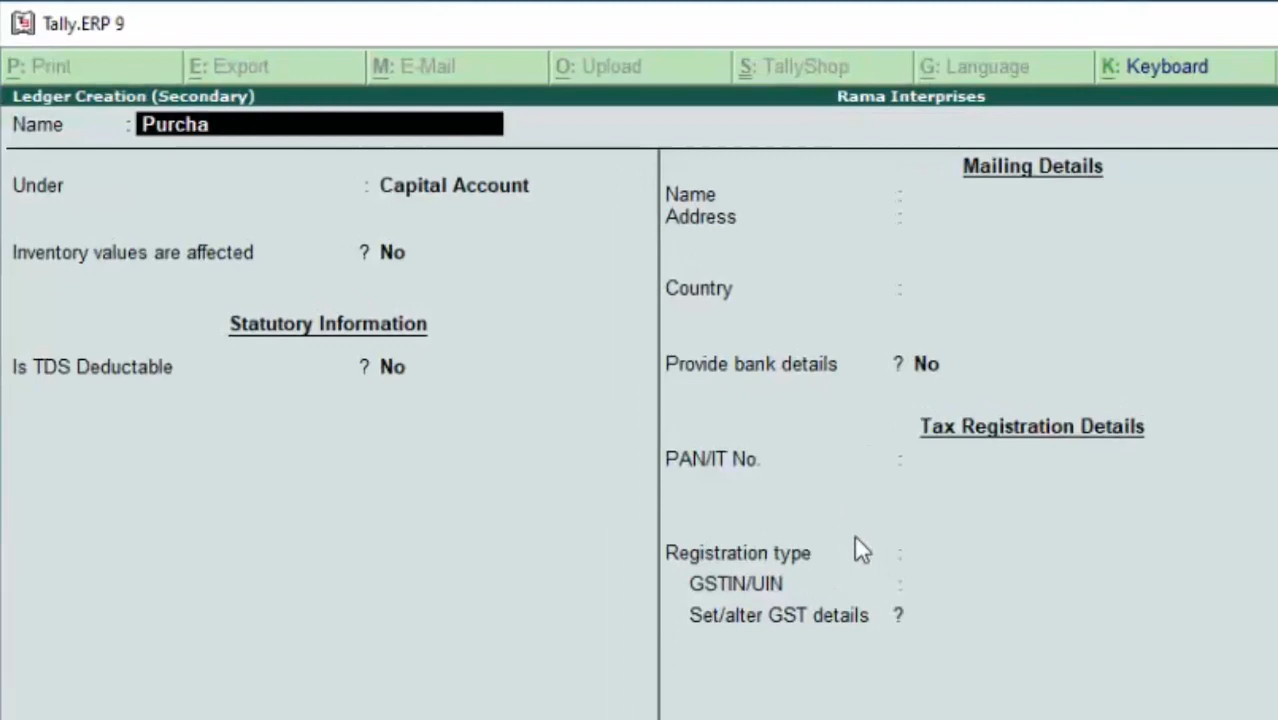 Tally.ERP 9
P: Print E: Export M: E-Mail O: Upload S: TallyShop G: Language K: Keyboard
Ledger Creation (Secondary) Rama Interprises
Name : Purcha
Under : Capital Account
Inventory values are affected ? No
Statutory Information
Is TDS Deductable ? No
Mailing Details
Name :
Address :
Country :
Provide bank details ? No
Tax Registration Details
PAN/IT No. :
Registration type :
GSTIN/UIN :
Set/alter GST details ?